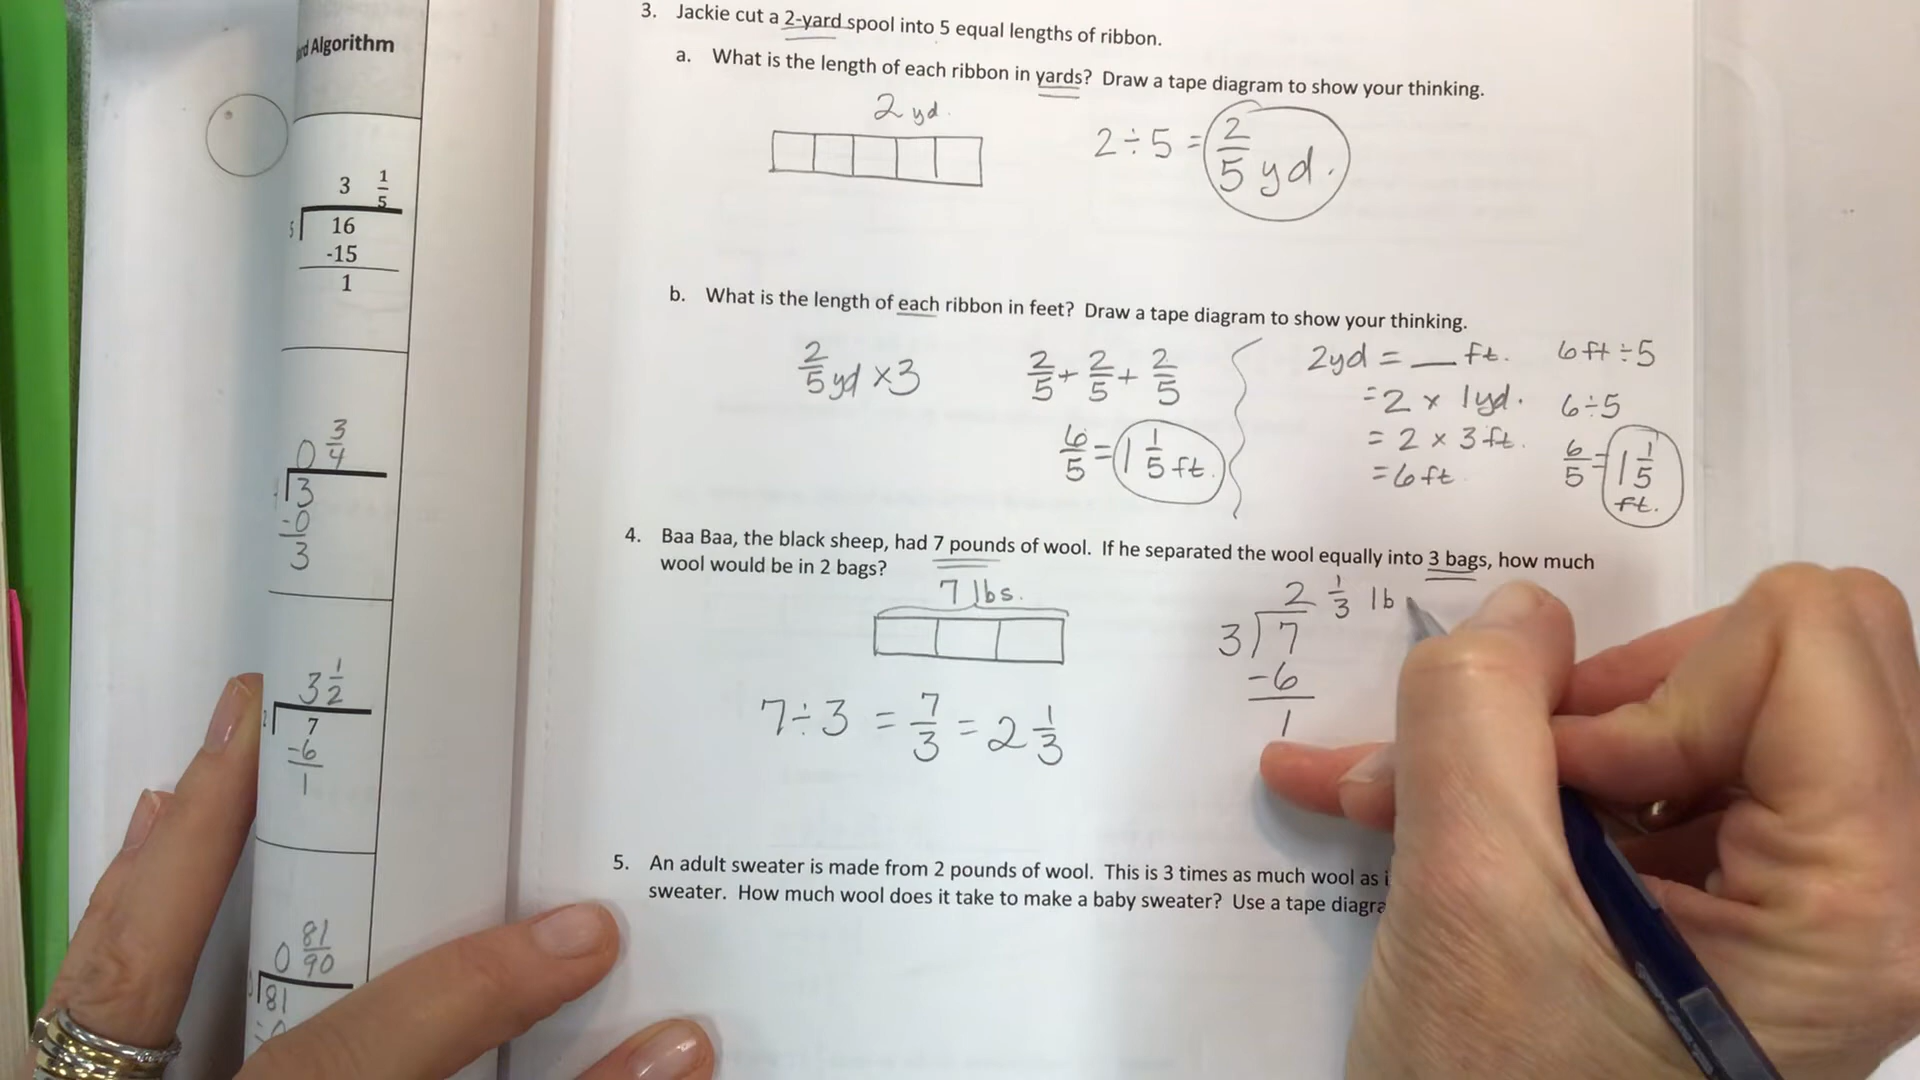 Algorithm
3 1/5
5 16
-15
1
0 3/4
3
-0
3
3 1/2
2 7
-6
1
0 81/90
81
3. Jackie cut a 2-yard spool into 5 equal lengths of ribbon.
a. What is the length of each ribbon in yards? Draw a tape diagram to show your thinking.
2 yd.
2 ÷ 5 = 2/5 yd.
b. What is the length of each ribbon in feet? Draw a tape diagram to show your thinking.
2/5 yd × 3
2/5 + 2/5 + 2/5
6/5 = 1 1/5 ft.
2yd = __ ft.
= 2 × 1yd.
= 2 × 3 ft.
= 6 ft
6 ft ÷ 5
6 ÷ 5
6/5 = 1 1/5
ft.
4. Baa Baa, the black sheep, had 7 pounds of wool. If he separated the wool equally into 3 bags, how much
wool would be in 2 bags?
7 lbs.
7 ÷ 3 = 7/3 = 2 1/3
2 1/3 lb
3 7
-6
1
5. An adult sweater is made from 2 pounds of wool. This is 3 times as much wool as
sweater. How much wool does it take to make a baby sweater? Use a tape